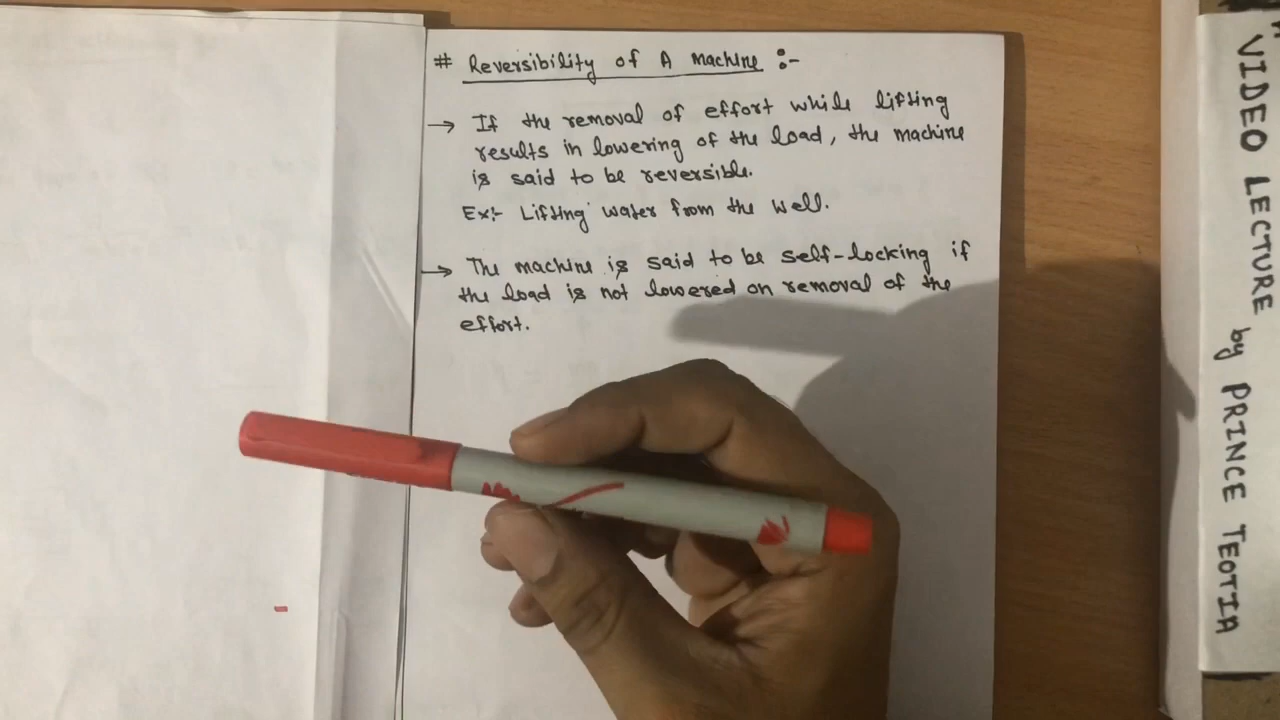 # Reversibility of A Machine :-
→ If the removal of effort while lifting
results in lowering of the load, the machine
is said to be reversible.
Ex:- Lifting water from the well.
→ The machine is said to be self-locking if
the load is not lowered on removal of the
effort.
VIDEO LECTURE by PRINCE TEOTIA